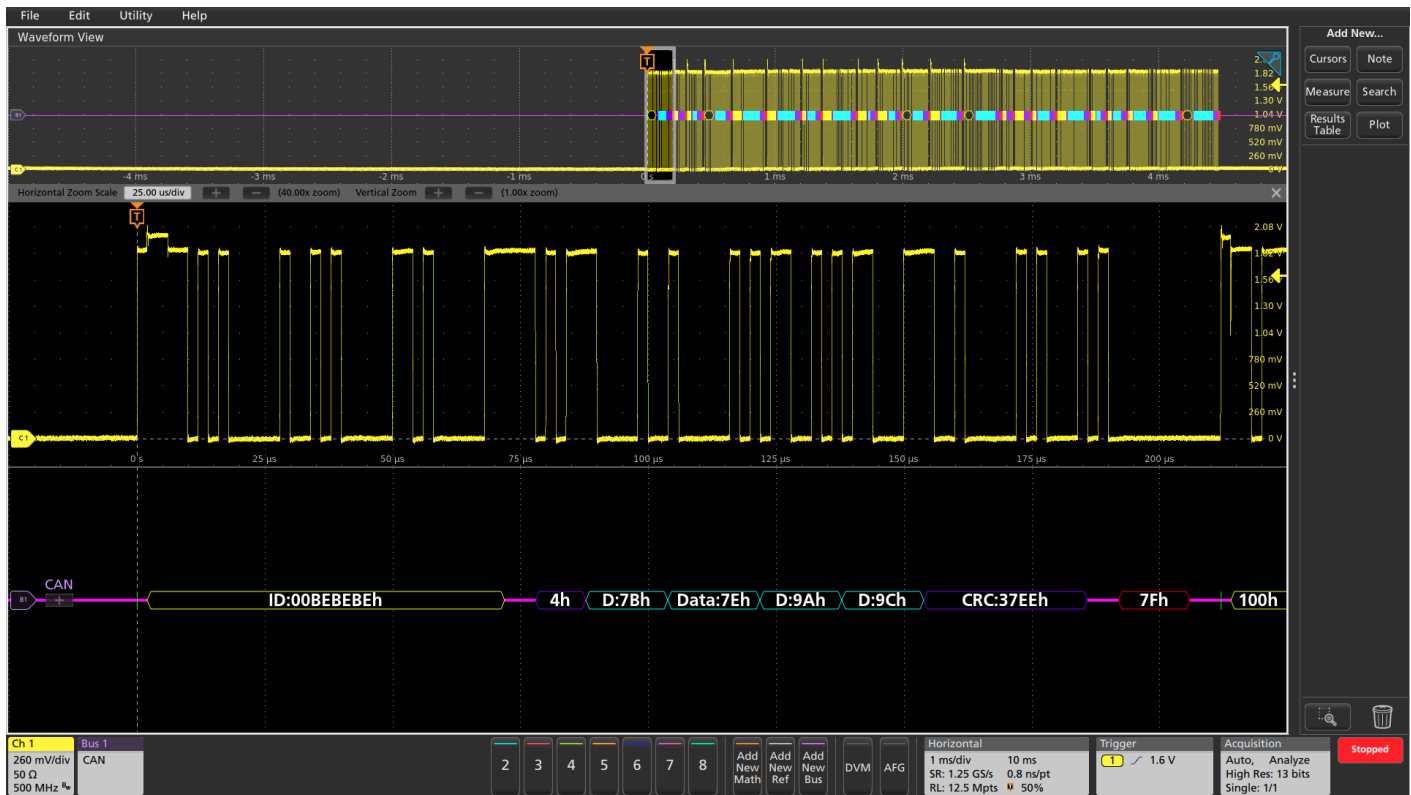 File Edit Utility Help
Waveform View
Add New...
Cursors Note
Measure Search
Results Table Plot
T
2.
1.82
1.56
1.30 V
1.04 V
780 mV
520 mV
260 mV
0 V
B1
C1
-4 ms -3 ms -2 ms -1 ms 0 s 1 ms 2 ms 3 ms 4 ms
Horizontal Zoom Scale 25.00 us/div + − (40.00x zoom) Vertical Zoom + − (1.00x zoom)
T
2.08 V
1.82 V
1.56
1.30 V
1.04 V
780 mV
520 mV
260 mV
0 V
C1
0 s 25 µs 50 µs 75 µs 100 µs 125 µs 150 µs 175 µs 200 µs
CAN
B1 + ID:00BEBEBEh 4h D:7Bh Data:7Eh D:9Ah D:9Ch CRC:37EEh 7Fh 100h
Ch 1
260 mV/div
50 Ω
500 MHz Bw
Bus 1
CAN
2 3 4 5 6 7 8
Add New Math
Add New Ref
Add New Bus
DVM AFG
Horizontal
1 ms/div 10 ms
SR: 1.25 GS/s 0.8 ns/pt
RL: 12.5 Mpts 50%
Trigger
1 1.6 V
Acquisition
Auto, Analyze
High Res: 13 bits
Single: 1/1
Stopped